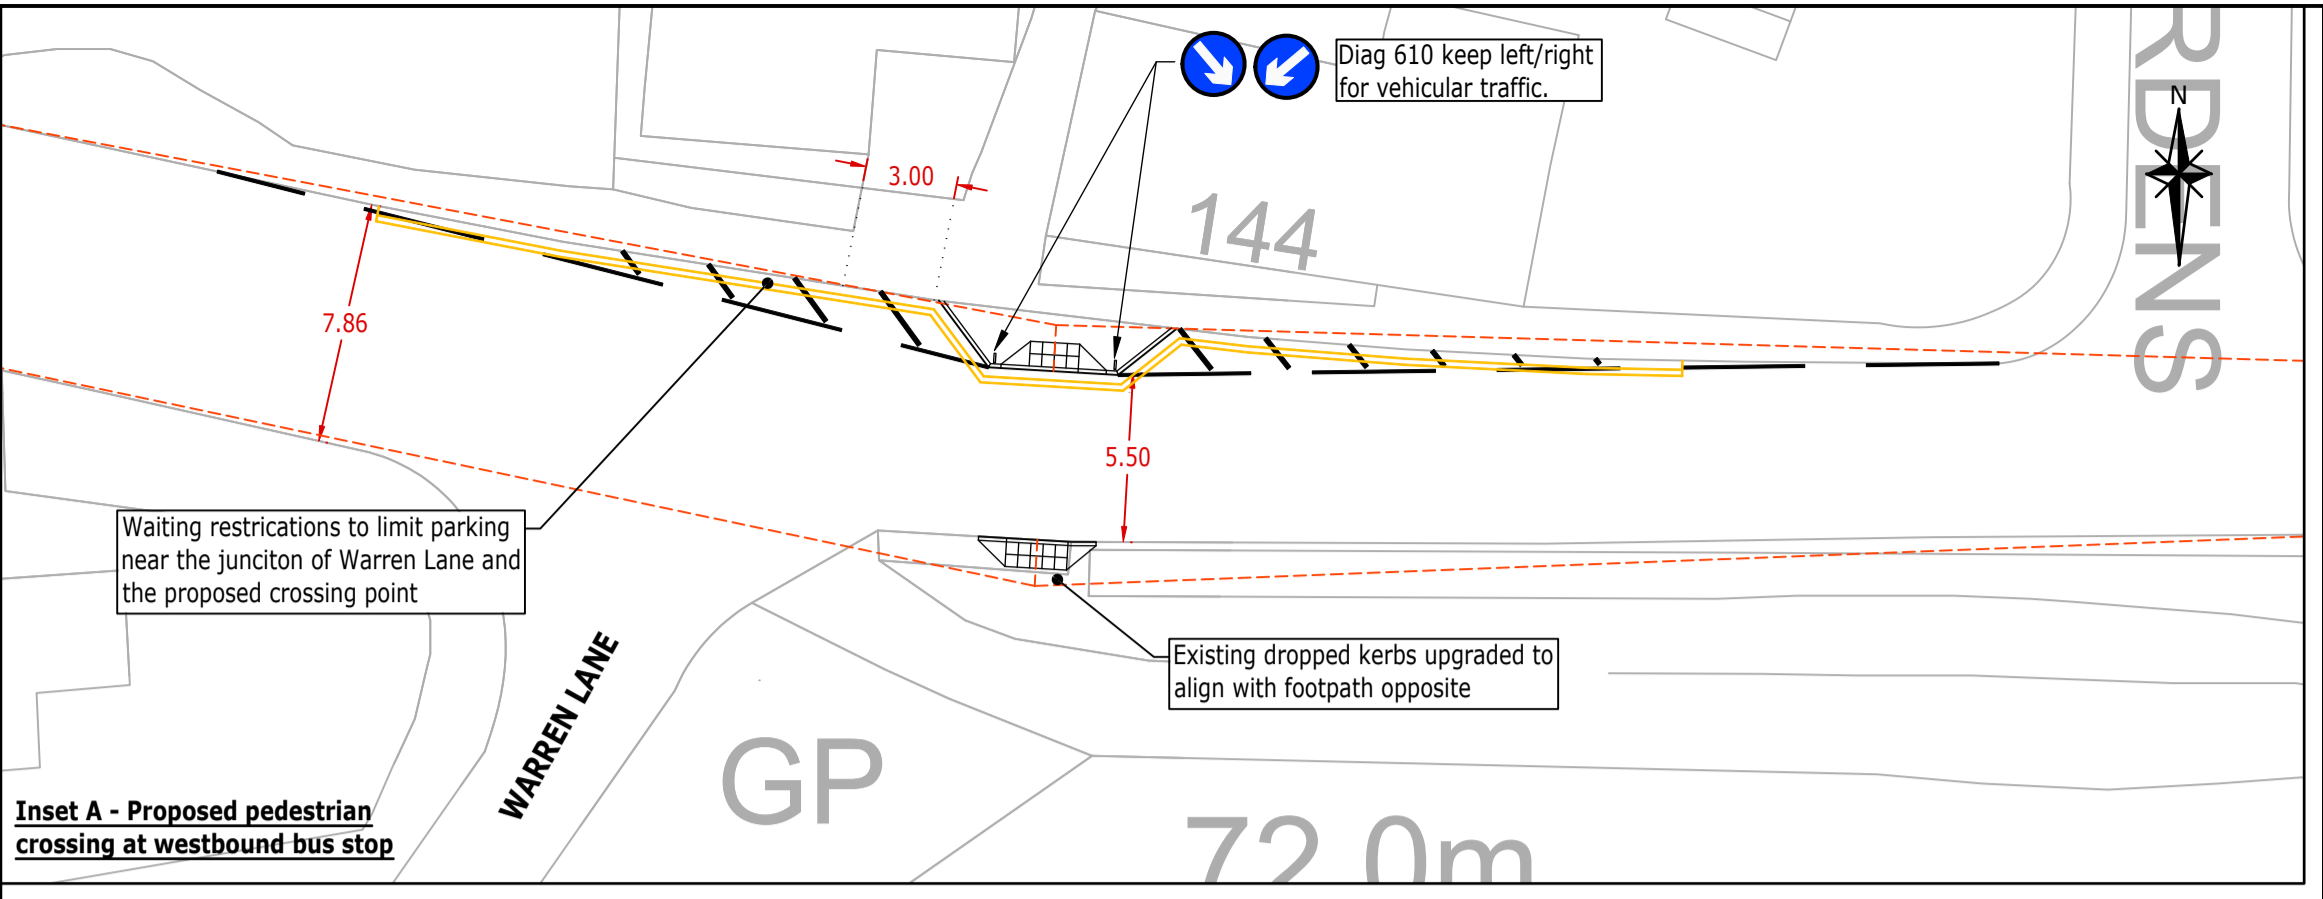 Diag 610 keep left/right
for vehicular traffic.
RDENS
N
3.00
144
7.86
5.50
Waiting restrications to limit parking
near the junciton of Warren Lane and
the proposed crossing point
Existing dropped kerbs upgraded to
align with footpath opposite
WARREN LANE
GP
72.0m
Inset A - Proposed pedestrian
crossing at westbound bus stop